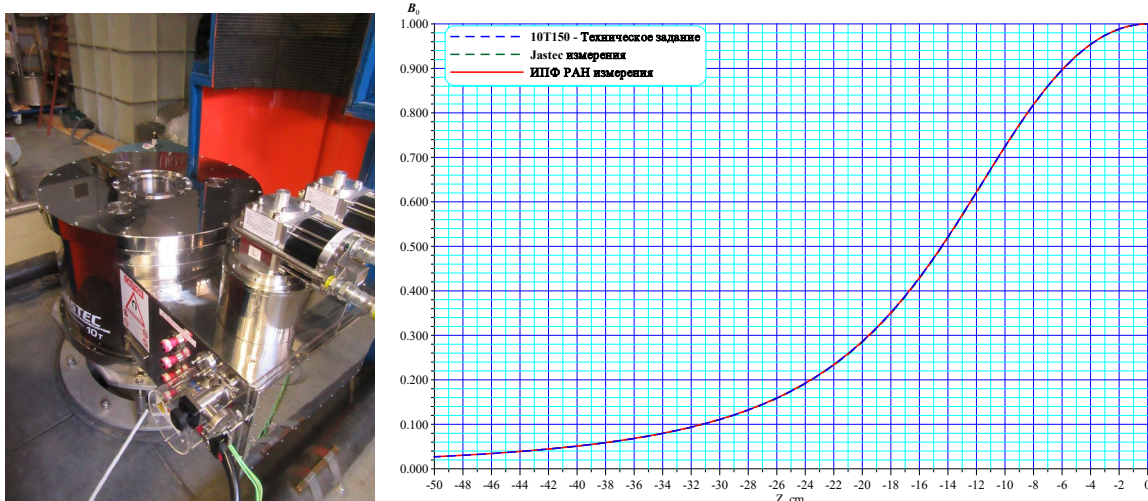 STEC
10T
B₀
10T150 - Техническое задание
Jastec измерения
ИПФ РАН измерения
1.000
0.900
0.800
0.700
0.600
0.500
0.400
0.300
0.200
0.100
0.000
-50 -48 -46 -44 -42 -40 -38 -36 -34 -32 -30 -28 -26 -24 -22 -20 -18 -16 -14 -12 -10 -8 -6 -4 -2 0
Z, cm